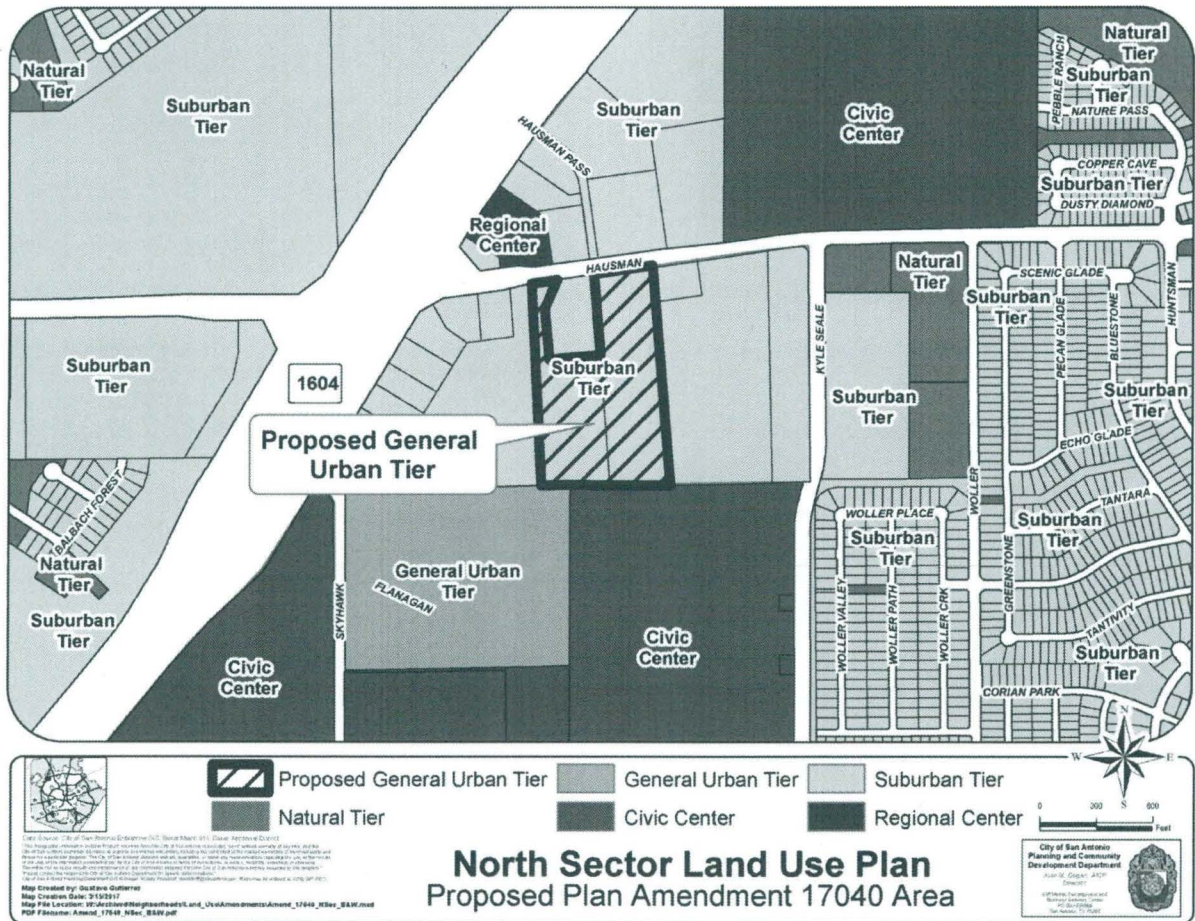 Natural
Tier
Suburban
Tier
HAUSMAN PASS
Suburban
Tier
Civic
Center
PEBBLE RANCH
Natural
Tier
Suburban
Tier
NATURE PASS
COPPER CAVE
Suburban Tier
DUSTY DIAMOND
Regional
Center
HAUSMAN
Natural
Tier
SCENIC GLADE
Suburban
Tier
PECAN GLADE
BLUESTONE
HUNTSMAN
KYLE SEALE
Suburban
Tier
1604
Suburban
Tier
Suburban
Tier
Suburban
Tier
Proposed General
Urban Tier
ECHO GLADE
WOLLER
BALBACH FOREST
TANTARA
WOLLER PLACE
Suburban
Tier
Suburban
Tier
Natural
Tier
General Urban
Tier
FLANAGAN
GREENSTONE
Suburban
Tier
SKYHAWK
WOLLER VALLEY
WOLLER PATH
WOLLER CRK
TANTIVITY
Civic
Center
Civic
Center
Suburban
Tier
CORIAN PARK
N
W E
S
Proposed General Urban Tier
General Urban Tier
Suburban Tier
Natural Tier
Civic Center
Regional Center
0 300 600
Feet
North Sector Land Use Plan
Proposed Plan Amendment 17040 Area
Map Created by: Gustavo Gutierrez
Map Creation Date: 3/15/2017
PDF Filename: Amend_17040_NSec_B&W.pdf
City of San Antonio
Planning and Community
Development Department